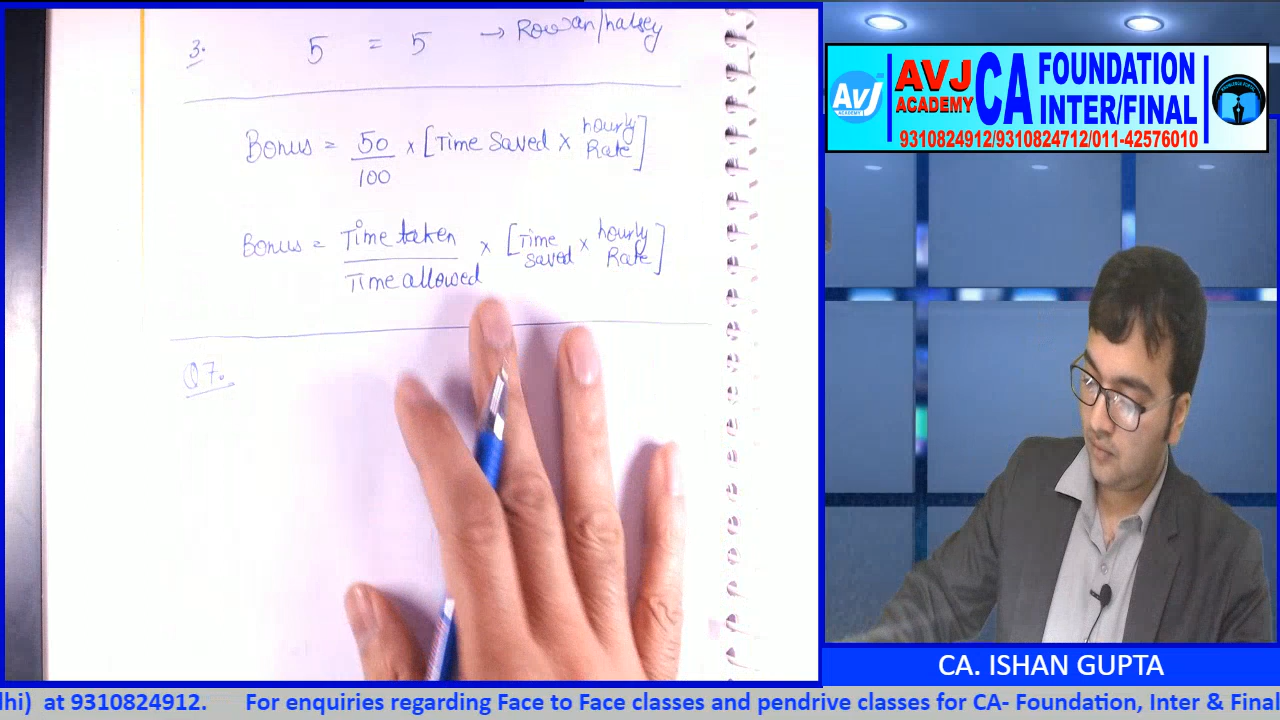 3. 5 = 5 → Rowan/halsey
Bonus = 50/100 × [Time Saved × hourly Rate]
Bonus = Time taken/Time allowed × [Time saved × hourly Rate]
Q7.
AVJ ACADEMY
AVJ ACADEMY CA FOUNDATION INTER/FINAL
9310824912/9310824712/011-42576010
CA. ISHAN GUPTA
lhi) at 9310824912. For enquiries regarding Face to Face classes and pendrive classes for CA- Foundation, Inter & Final